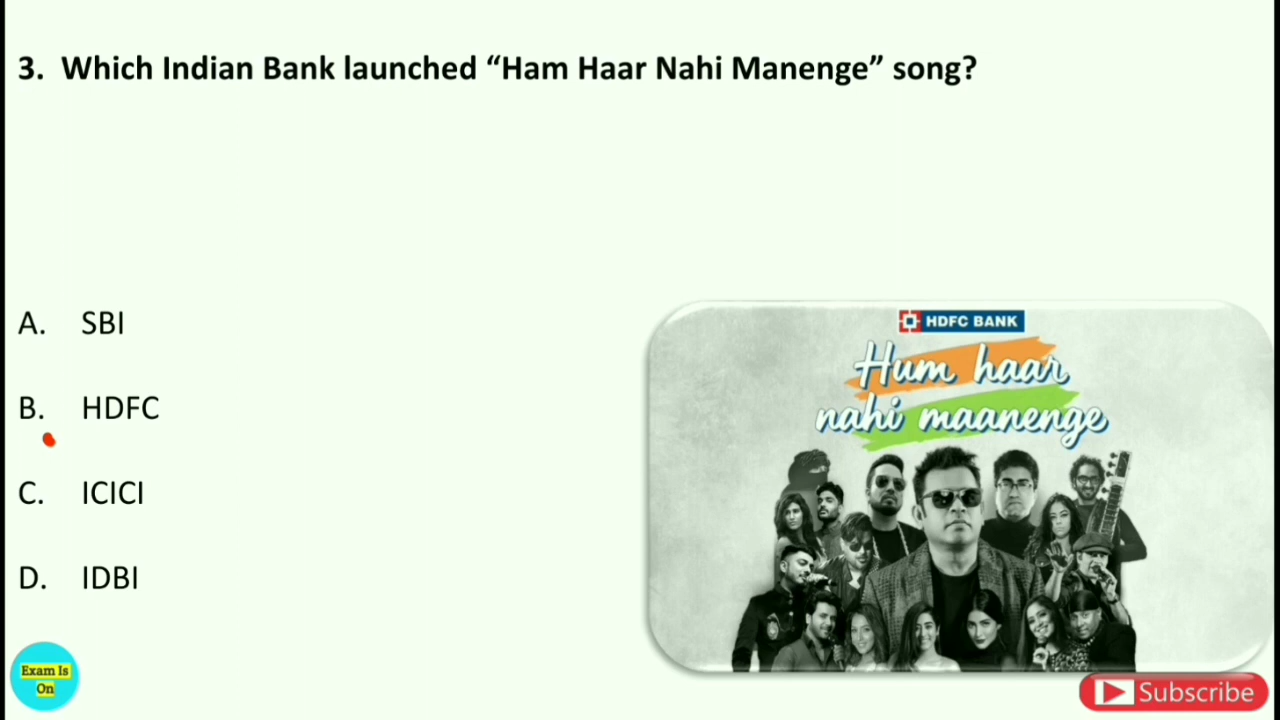 3. Which Indian Bank launched “Ham Haar Nahi Manenge” song?
A. SBI
B. HDFC
C. ICICI
D. IDBI
HDFC BANK
Hum haar
nahi maanenge
Exam Is
On
Subscribe